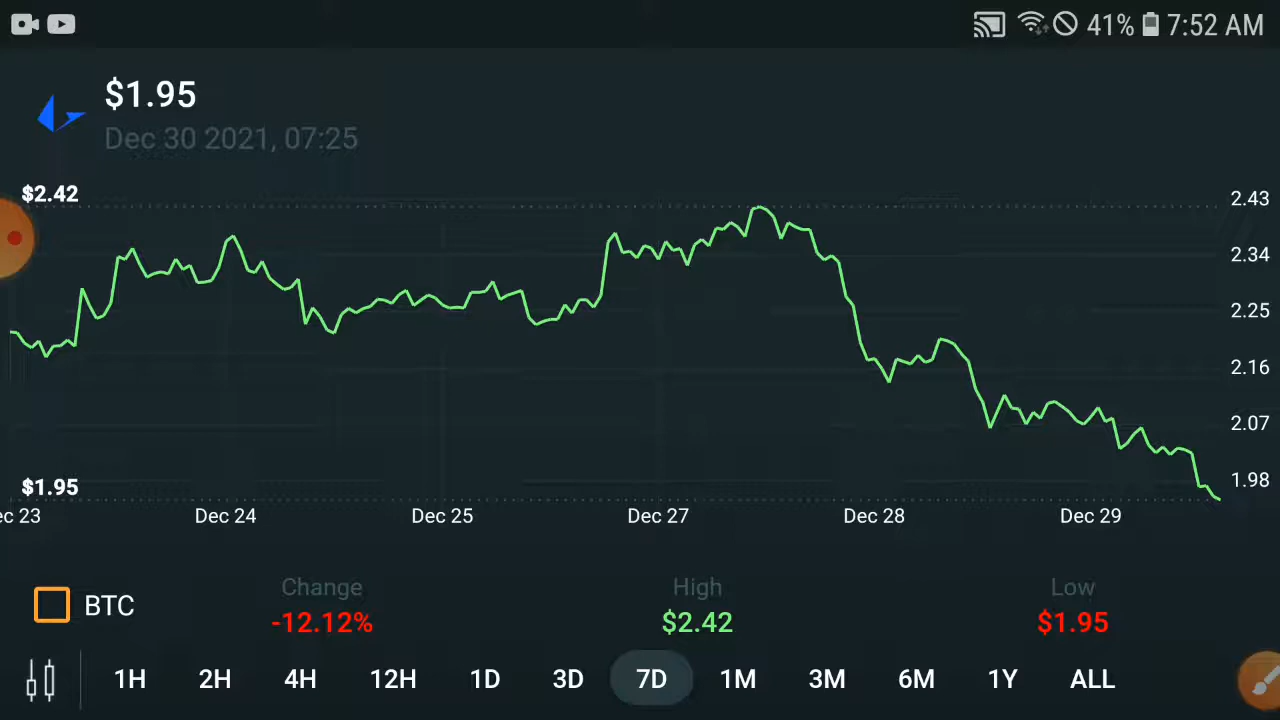 41% 7:52 AM
$1.95
Dec 30 2021, 07:25
$2.42
2.43
2.34
2.25
2.16
2.07
1.98
$1.95
ec 23 Dec 24 Dec 25 Dec 27 Dec 28 Dec 29
Change High Low
BTC -12.12% $2.42 $1.95
1H 2H 4H 12H 1D 3D 7D 1M 3M 6M 1Y ALL